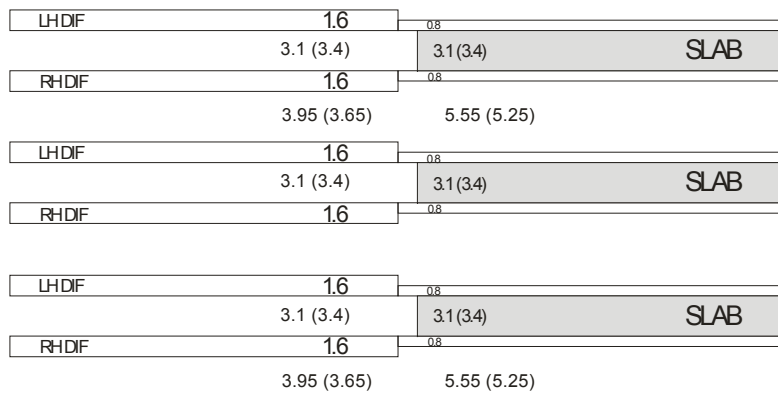 LHDIF 1.6 0.8
3.1 (3.4) 3.1 (3.4) SLAB
RHDIF 1.6 0.8
3.95 (3.65) 5.55 (5.25)
LHDIF 1.6 0.8
3.1 (3.4) 3.1 (3.4) SLAB
RHDIF 1.6 0.8
LHDIF 1.6 0.8
3.1 (3.4) 3.1 (3.4) SLAB
RHDIF 1.6 0.8
3.95 (3.65) 5.55 (5.25)